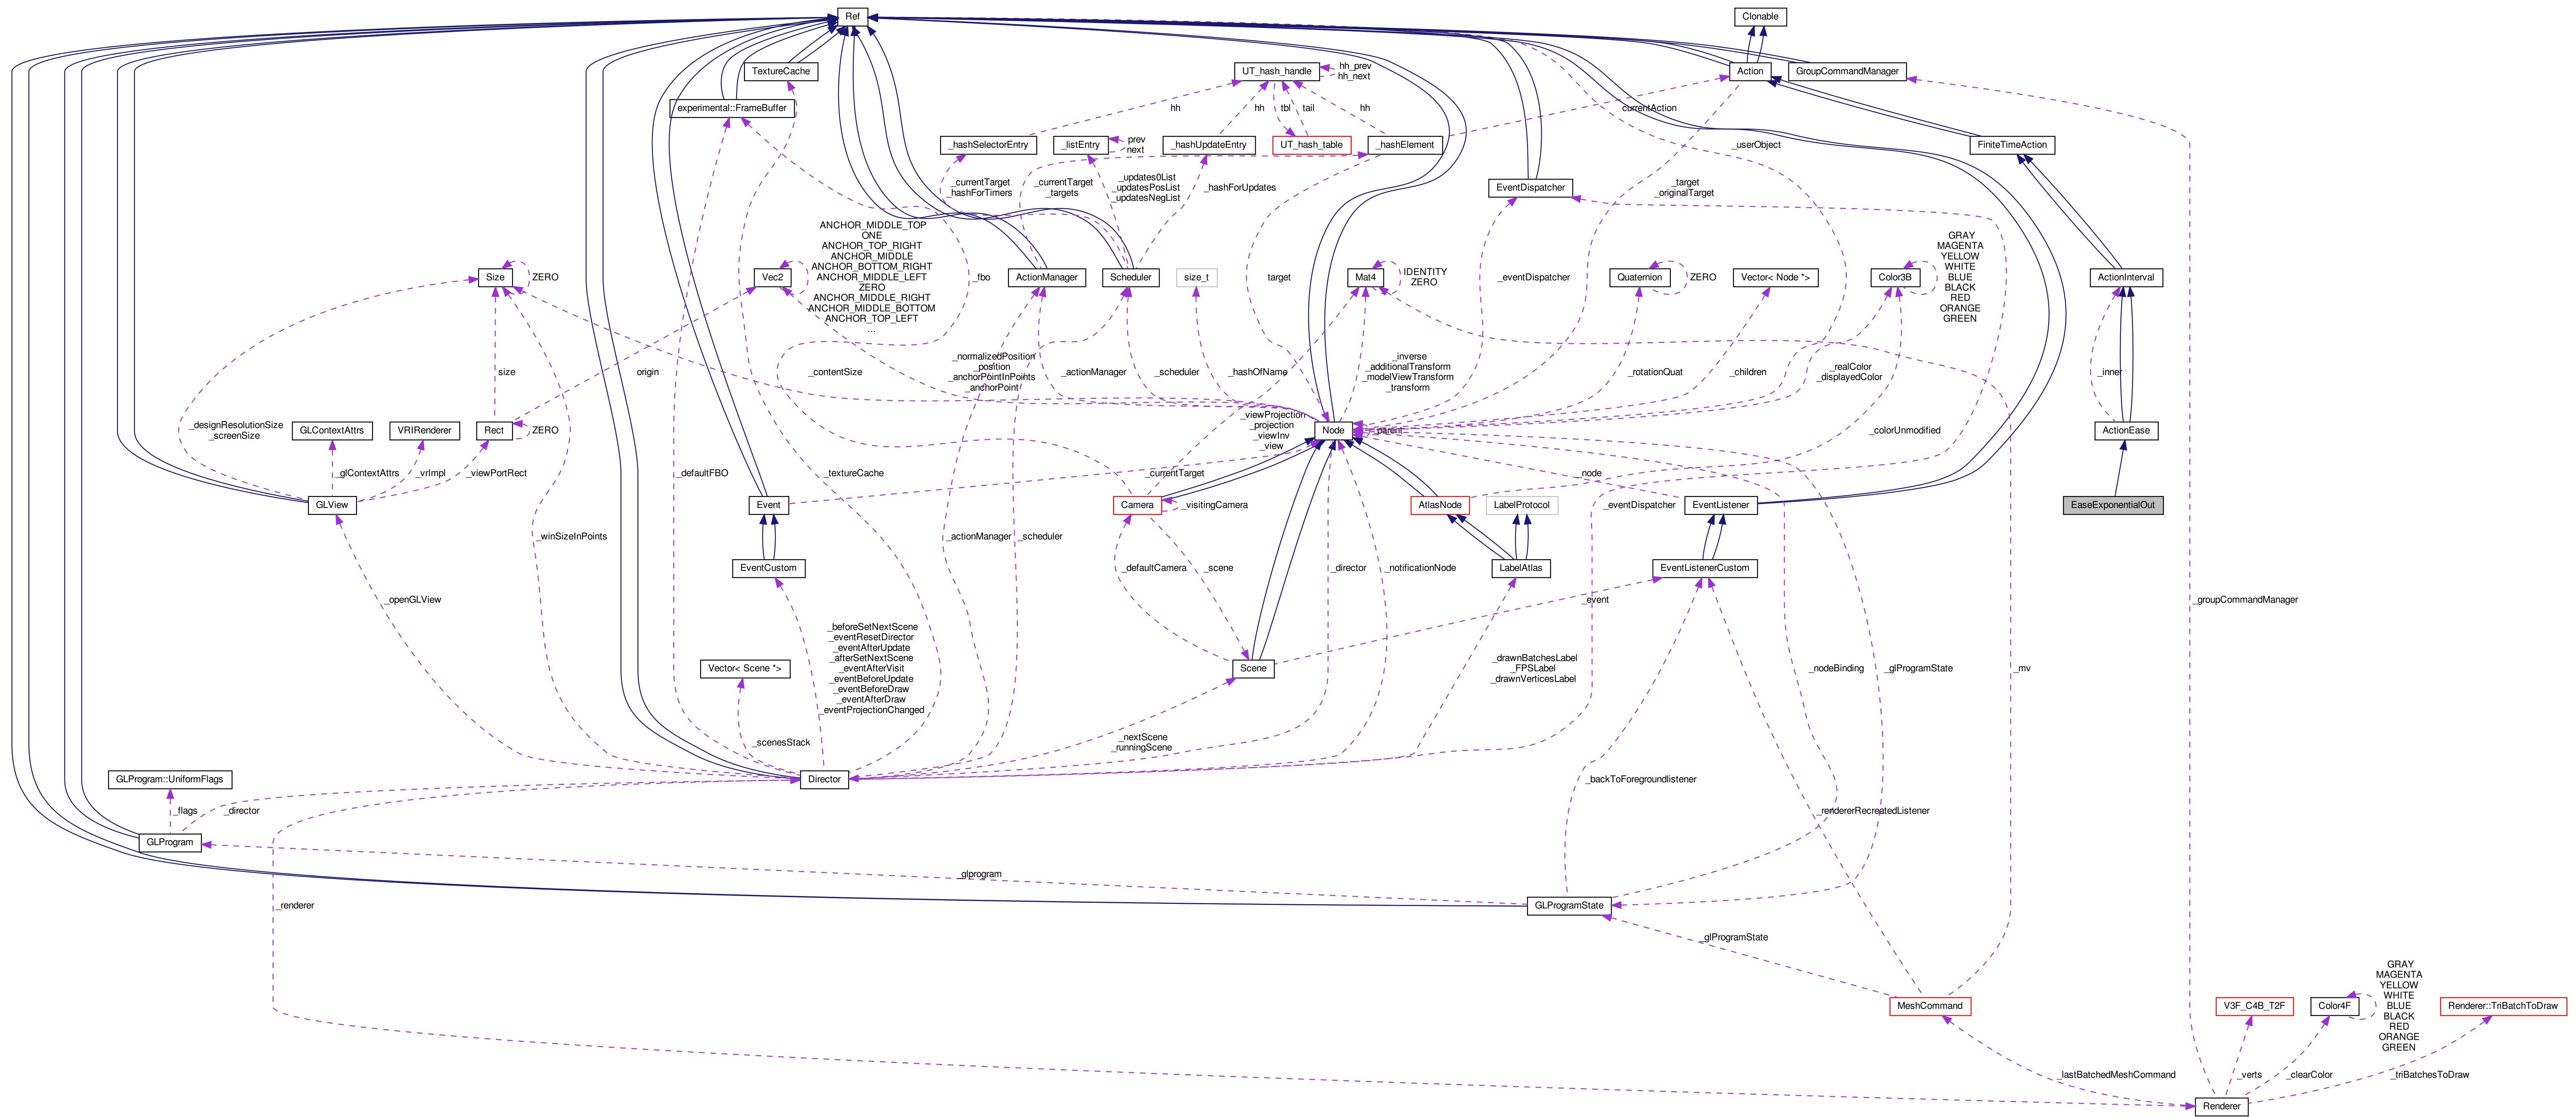 Ref
Clonable
TextureCache
UT_hash_handle
hh_prev
hh_next
Action
GroupCommandManager
experimental::FrameBuffer
hh
hh
tbl
tail
hh
currentAction
_hashSelectorEntry
_listEntry
prev
next
_hashUpdateEntry
UT_hash_table
_hashElement
_userObject
FiniteTimeAction
_currentTarget
_hashForTimers
_currentTarget
_targets
_updates0List
_updatesPosList
_updatesNegList
_hashForUpdates
EventDispatcher
_target
_originalTarget
ANCHOR_MIDDLE_TOP
ONE
ANCHOR_TOP_RIGHT
ANCHOR_MIDDLE
ANCHOR_BOTTOM_RIGHT
ANCHOR_MIDDLE_LEFT
ZERO
ANCHOR_MIDDLE_RIGHT
ANCHOR_MIDDLE_BOTTOM
ANCHOR_TOP_LEFT
...
GRAY
MAGENTA
YELLOW
WHITE
BLUE
BLACK
RED
ORANGE
GREEN
Size
ZERO
Vec2
_fbo
ActionManager
Scheduler
size_t
target
Mat4
IDENTITY
ZERO
_eventDispatcher
Quaternion
ZERO
Vector< Node *>
Color3B
ActionInterval
size
origin
_contentSize
_normalizedPosition
_position
_anchorPointInPoints
_anchorPoint
_actionManager
_scheduler
_hashOfName
_inverse
_additionalTransform
_modelViewTransform
_transform
_rotationQuat
_children
_realColor
_displayedColor
_inner
_designResolutionSize
_screenSize
GLContextAttrs
VRIRenderer
Rect
ZERO
_viewProjection
_projection
_viewInv
_view
Node
_parent
_colorUnmodified
ActionEase
_glContextAttrs
_vrImpl
_viewPortRect
_defaultFBO
_textureCache
_currentTarget
_node
GLView
Event
Camera
_visitingCamera
AtlasNode
LabelProtocol
_eventDispatcher
EventListener
EaseExponentialOut
_winSizeInPoints
_actionManager
_scheduler
EventCustom
_defaultCamera
_scene
_director
_notificationNode
LabelAtlas
EventListenerCustom
_openGLView
_event
_groupCommandManager
_beforeSetNextScene
_eventResetDirector
_eventAfterUpdate
_afterSetNextScene
_eventAfterVisit
_eventBeforeUpdate
_eventBeforeDraw
_eventAfterDraw
_eventProjectionChanged
Vector< Scene *>
Scene
_drawnBatchesLabel
_FPSLabel
_drawnVerticesLabel
_nodeBinding
_glProgramState
_mv
_scenesStack
_nextScene
_runningScene
GLProgram::UniformFlags
Director
_backToForegroundlistener
_flags
_director
_rendererRecreatedListener
GLProgram
_glprogram
_renderer
GLProgramState
_glProgramState
GRAY
MAGENTA
YELLOW
WHITE
BLUE
BLACK
RED
ORANGE
GREEN
MeshCommand
V3F_C4B_T2F
Color4F
Renderer::TriBatchToDraw
_lastBatchedMeshCommand
_verts
_clearColor
_triBatchesToDraw
Renderer